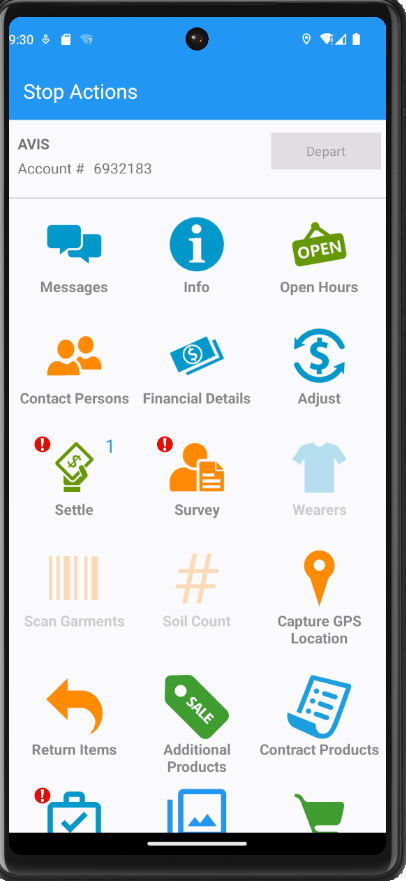 9:30
Stop Actions
AVIS
Account # 6932183
Depart
Messages
Info
OPEN
Open Hours
Contact Persons
Financial Details
Adjust
1
Settle
Survey
Wearers
Scan Garments
Soil Count
Capture GPS
Location
SALE
Return Items
Additional
Products
Contract Products